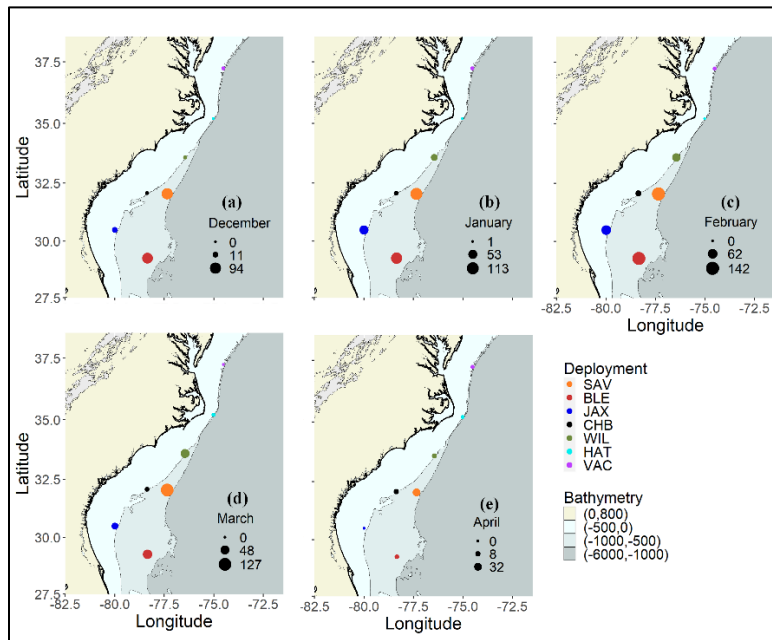 37.5
35.0
32.5
30.0
27.5
Latitude
(a)
December
0
11
94
(b)
January
1
53
113
(c)
February
0
62
142
-82.5 -80.0 -77.5 -75.0 -72.5
Longitude
37.5
35.0
32.5
30.0
27.5
Latitude
(d)
March
0
48
127
-82.5 -80.0 -77.5 -75.0 -72.5
Longitude
(e)
April
0
8
32
-82.5 -80.0 -77.5 -75.0 -72.5
Longitude
Deployment
SAV
BLE
JAX
CHB
WIL
HAT
VAC
Bathymetry
(0,800)
(-500,0)
(-1000,-500)
(-6000,-1000)